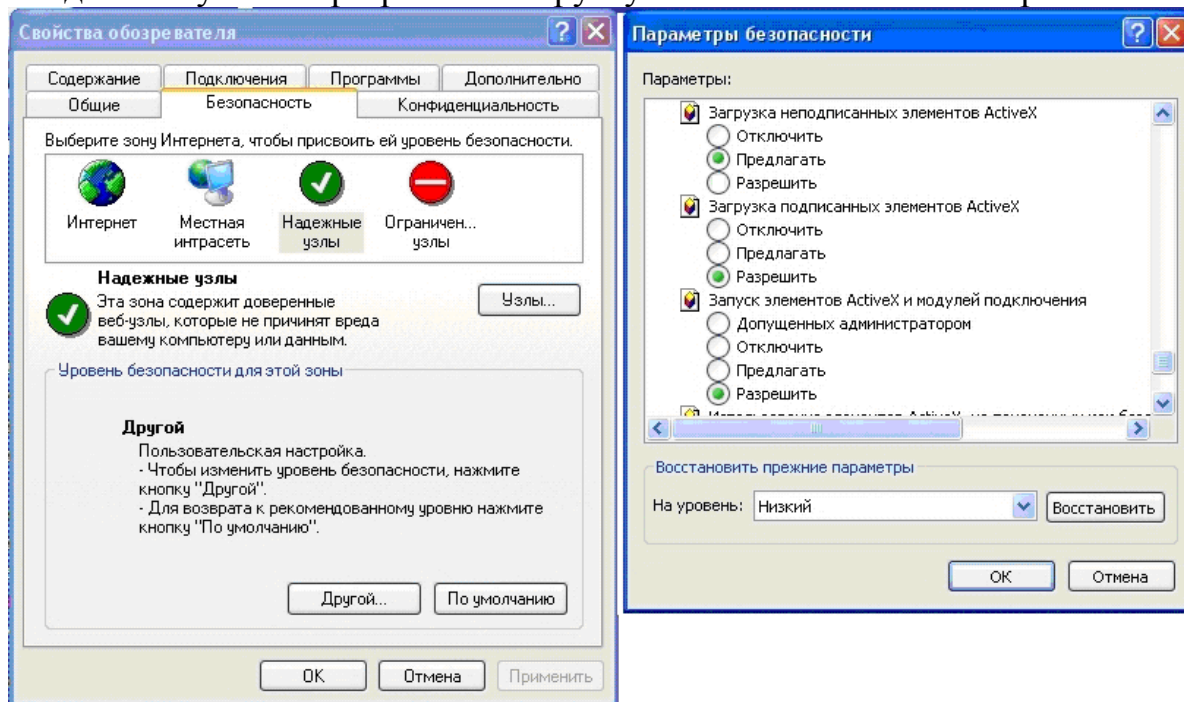 Свойства обозревателя
Содержание Подключения Программы Дополнительно
Общие Безопасность Конфиденциальность
Выберите зону Интернета, чтобы присвоить ей уровень безопасности.
Интернет
Местная интрасеть
Надежные узлы
Ограничен... узлы
Надежные узлы
Эта зона содержит доверенные
веб-узлы, которые не причинят вреда
вашему компьютеру или данным.
Узлы...
Уровень безопасности для этой зоны
Другой
Пользовательская настройка.
- Чтобы изменить уровень безопасности, нажмите
кнопку "Другой".
- Для возврата к рекомендованному уровню нажмите
кнопку "По умолчанию".
Другой... По умолчанию
OK Отмена Применить
Параметры безопасности
Параметры:
Загрузка неподписанных элементов ActiveX
Отключить
Предлагать
Разрешить
Загрузка подписанных элементов ActiveX
Отключить
Предлагать
Разрешить
Запуск элементов ActiveX и модулей подключения
Допущенных администратором
Отключить
Предлагать
Разрешить
Восстановить прежние параметры
На уровень: Низкий Восстановить
OK Отмена